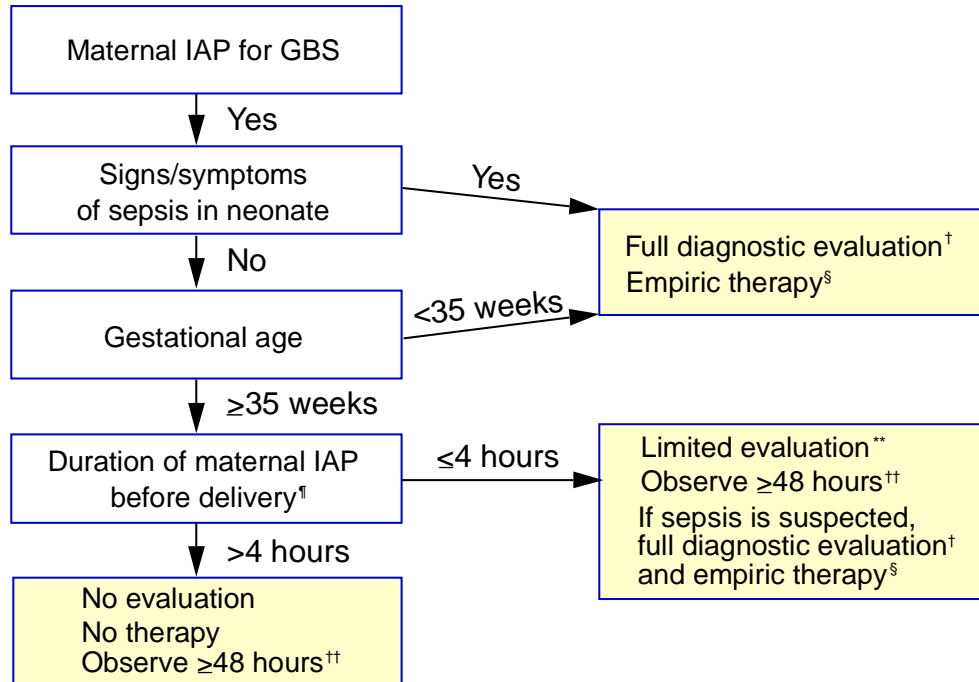 Maternal IAP for GBS
Yes
Signs/symptoms
of sepsis in neonate
Yes
Full diagnostic evaluation†
Empiric therapy§
No
Gestational age
<35 weeks
≥35 weeks
Duration of maternal IAP
before delivery¶
≤4 hours
Limited evaluation**
Observe ≥48 hours††
If sepsis is suspected,
full diagnostic evaluation†
and empiric therapy§
>4 hours
No evaluation
No therapy
Observe ≥48 hours††